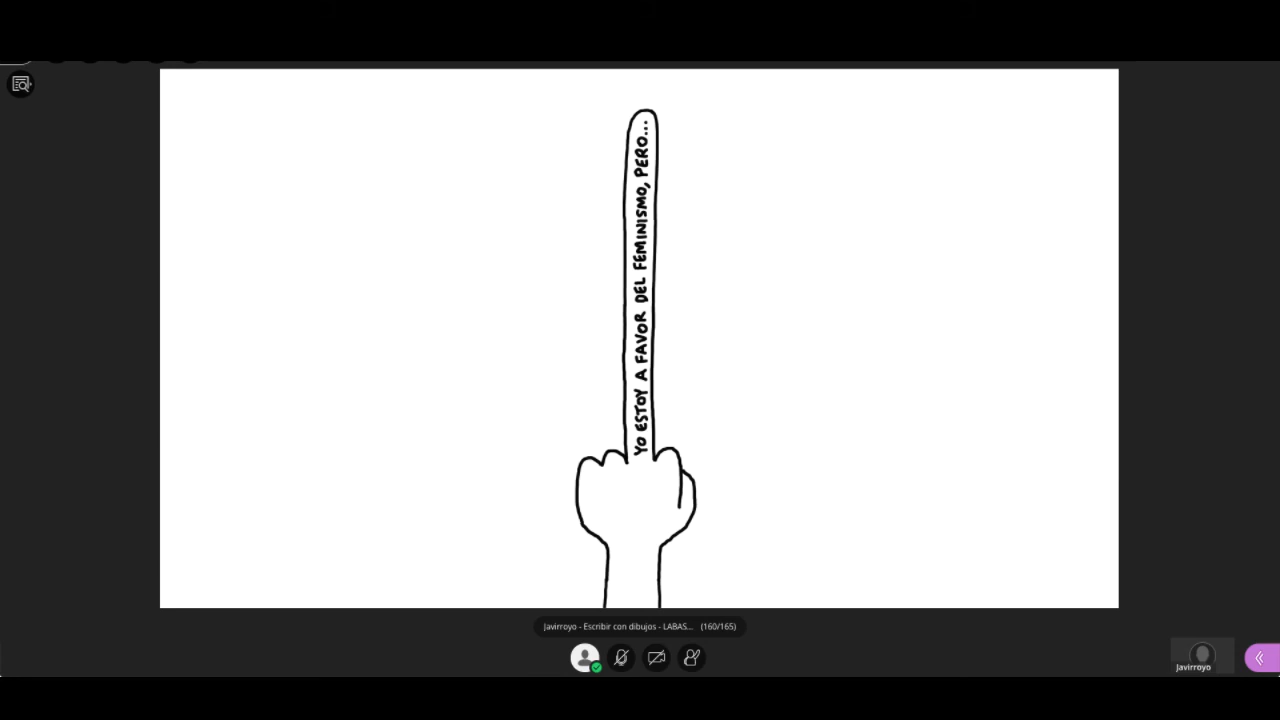 YO ESTOY A FAVOR DEL FEMINISMO, PERO...
Javirroyo - Escribir con dibujos - LABAS... (160/165)
Javirroyo